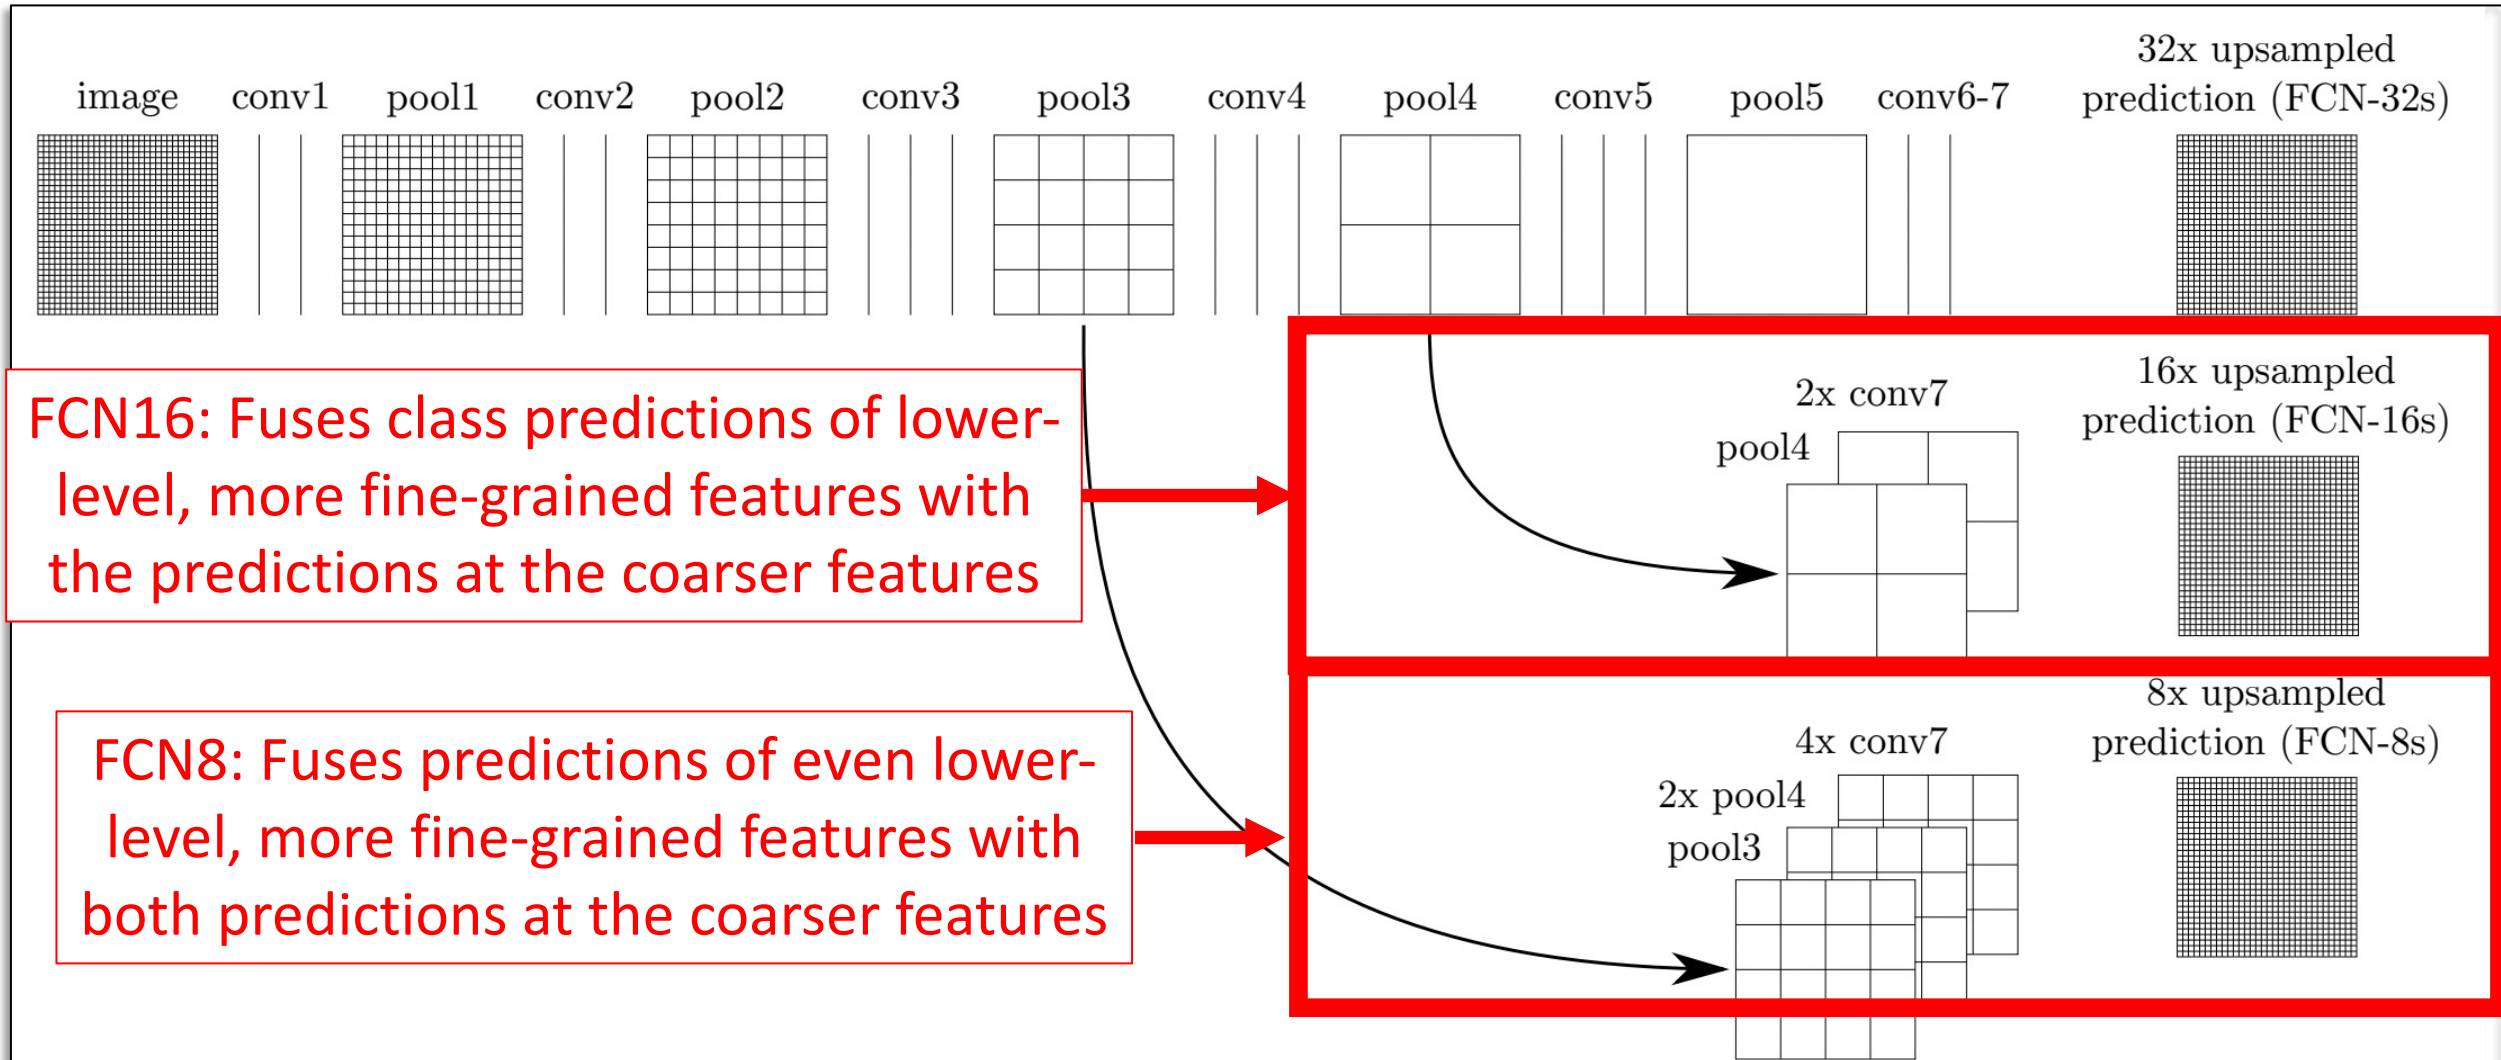 32x upsampled
image conv1 pool1 conv2 pool2 conv3 pool3 conv4 pool4 conv5 pool5 conv6-7 prediction (FCN-32s)
FCN16: Fuses class predictions of lower-
level, more fine-grained features with
the predictions at the coarser features
2x conv7
pool4
16x upsampled
prediction (FCN-16s)
FCN8: Fuses predictions of even lower-
level, more fine-grained features with
both predictions at the coarser features
4x conv7
2x pool4
pool3
8x upsampled
prediction (FCN-8s)